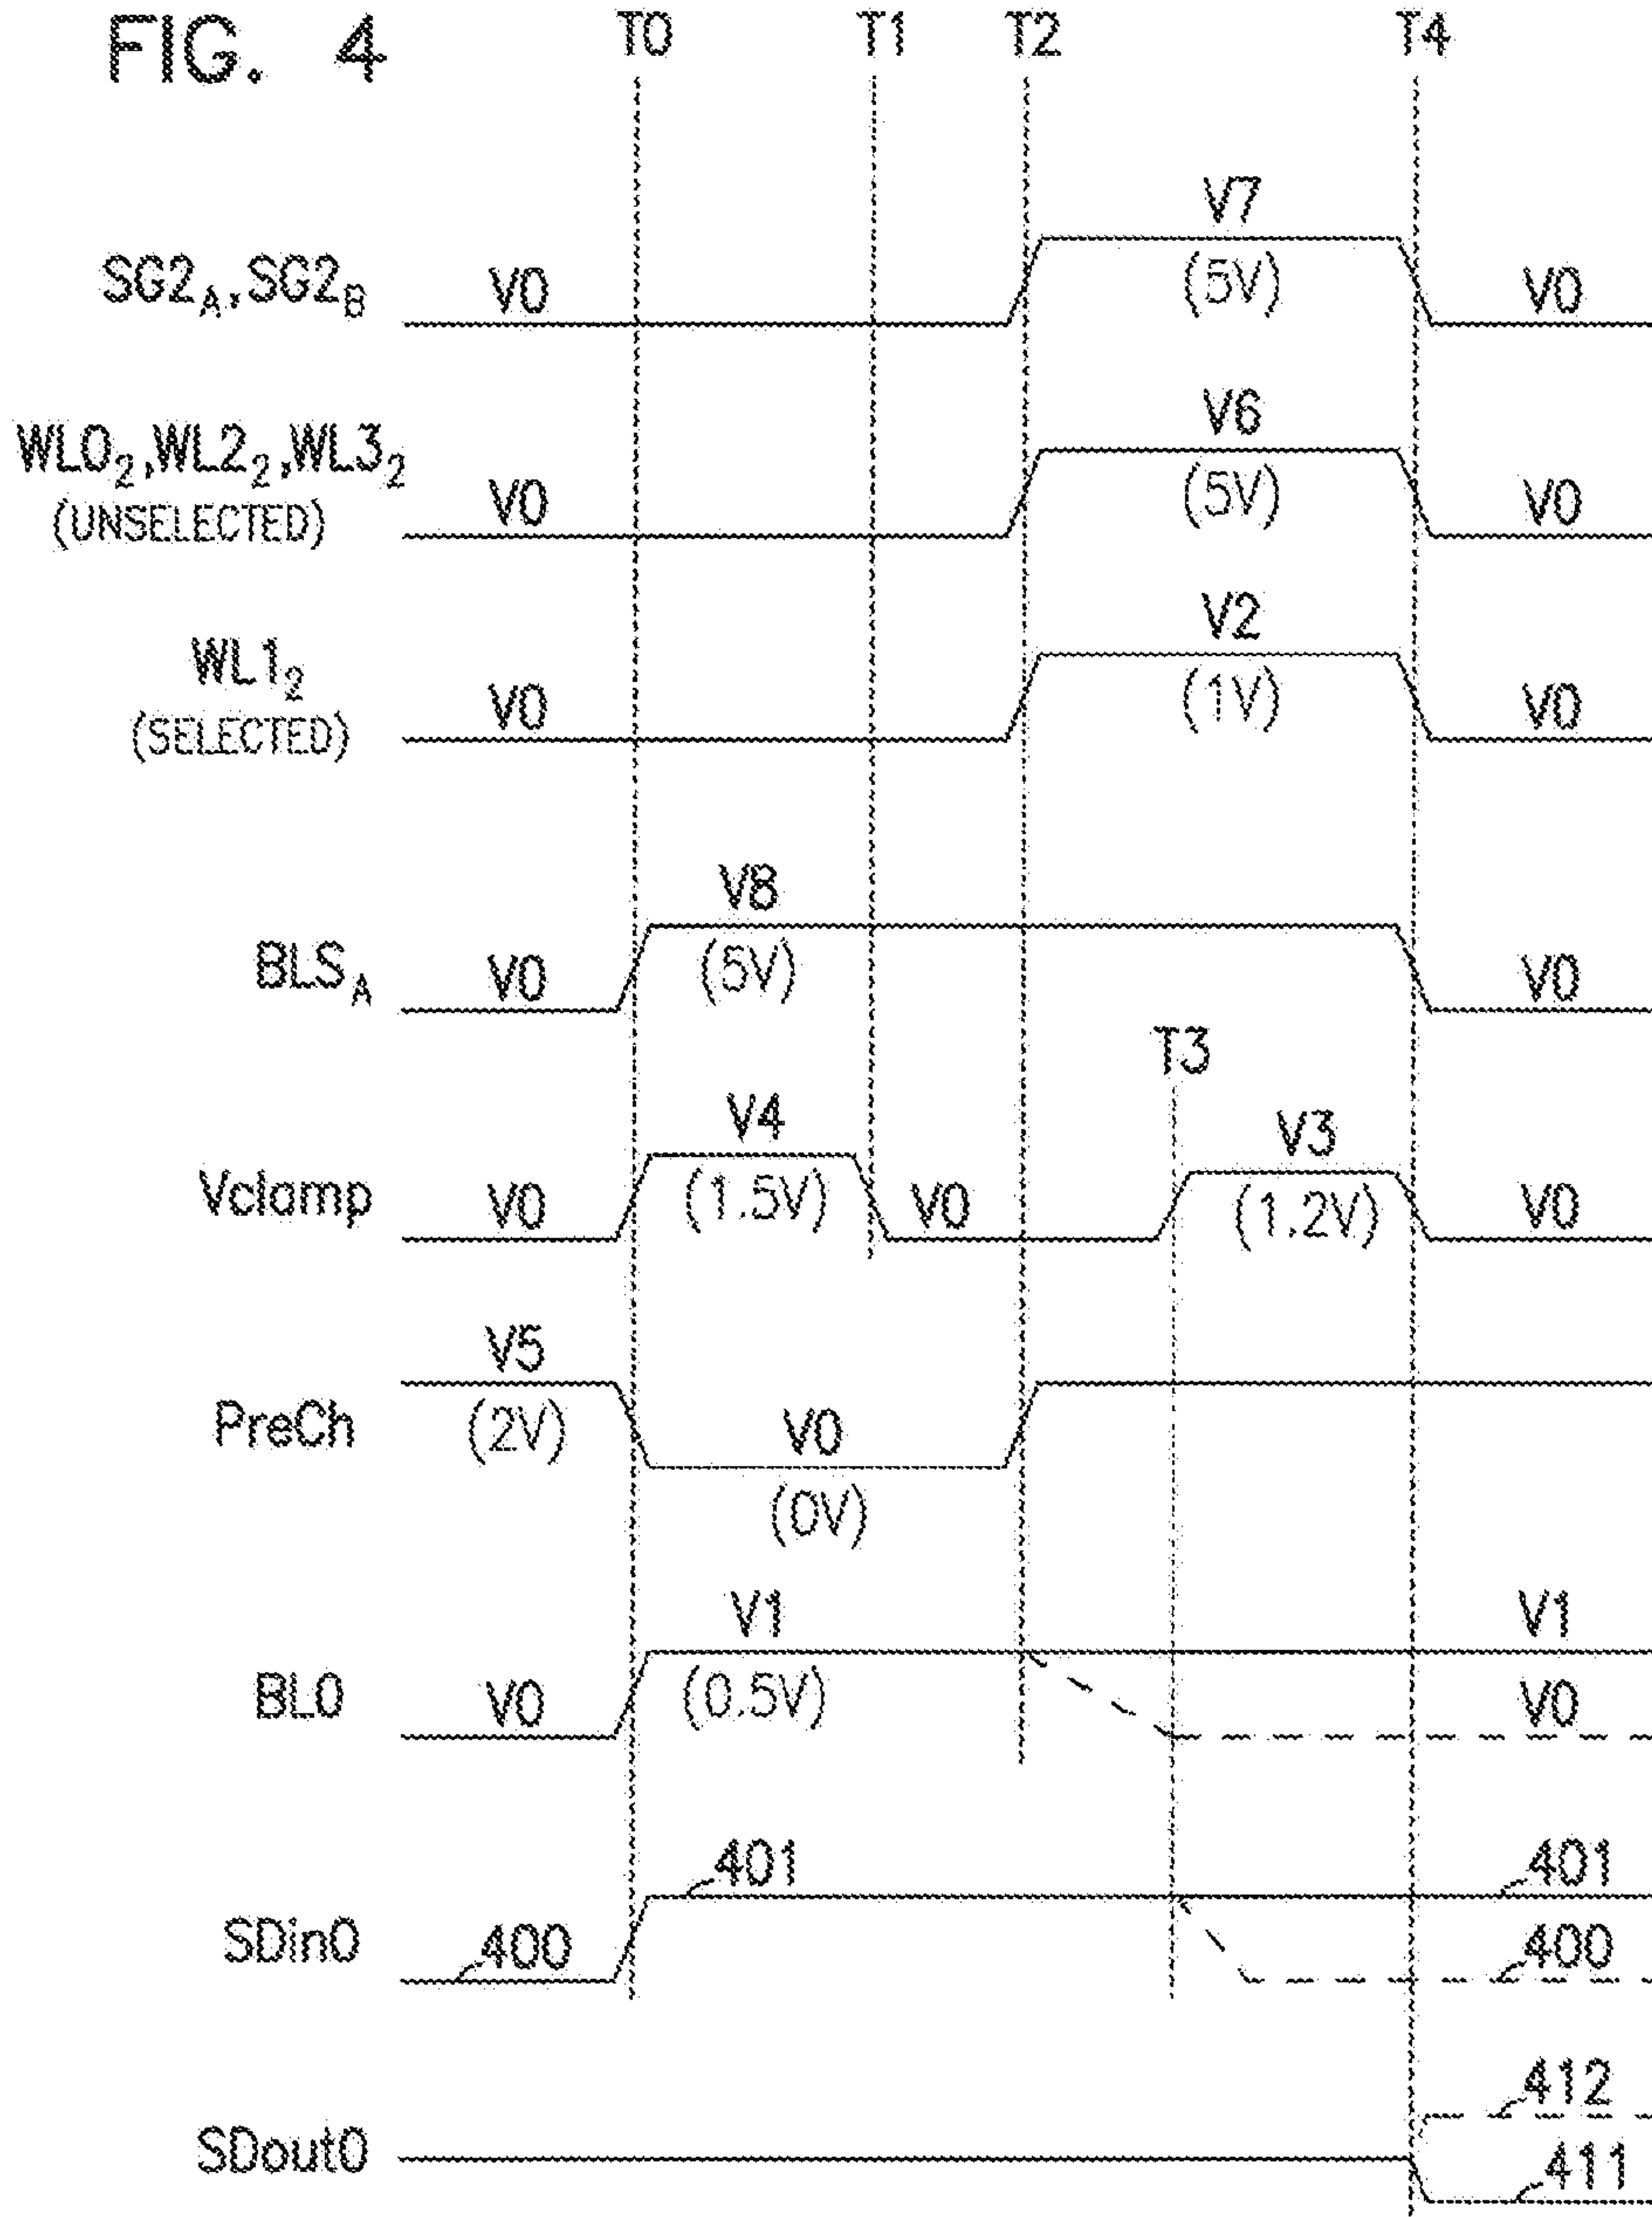 FIG. 4
T0 T1 T2 T4
V7
SG2A,SG2B V0 (5V) V0
V6
WL02,WL22,WL32 V0 (5V) V0
(UNSELECTED)
V2
WL12 V0 (1V) V0
(SELECTED)
V8
BLSA V0 (5V) V0
T3
V4 V3
Vclamp V0 (1.5V) V0 (1.2V) V0
V5
PreCh (2V) V0
(0V)
V1 V1
BL0 V0 (0.5V) V0
401 401
SDin0 400 400
412
SDout0 411